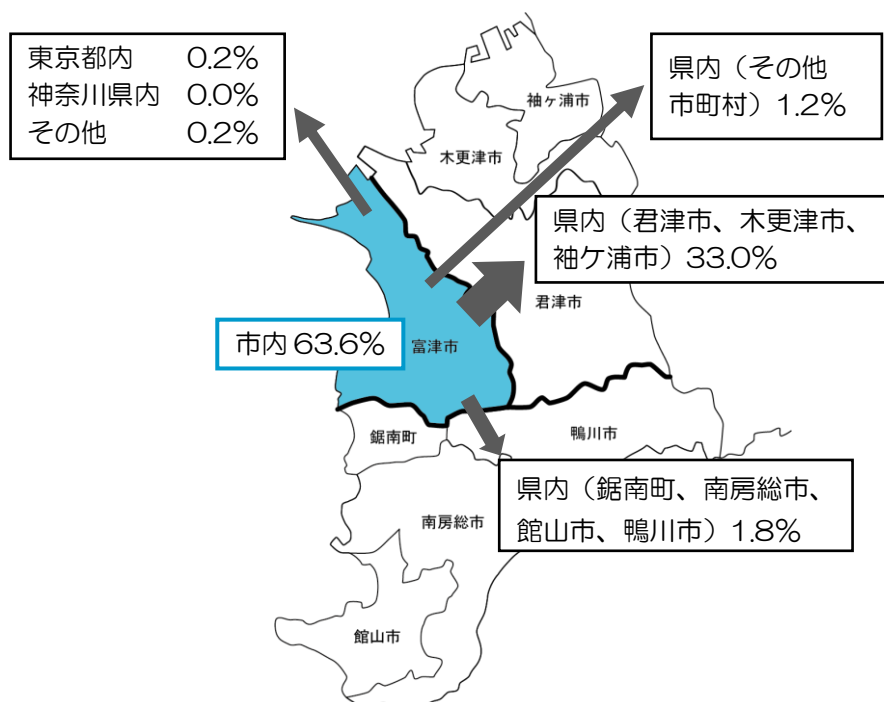 東京都内 0.2%
神奈川県内 0.0%
その他 0.2%
県内（その他
市町村）1.2%
袖ヶ浦市
木更津市
県内（君津市、木更津市、
袖ケ浦市）33.0%
君津市
市内 63.6%
富津市
鋸南町
鴨川市
県内（鋸南町、南房総市、
館山市、鴨川市）1.8%
南房総市
館山市